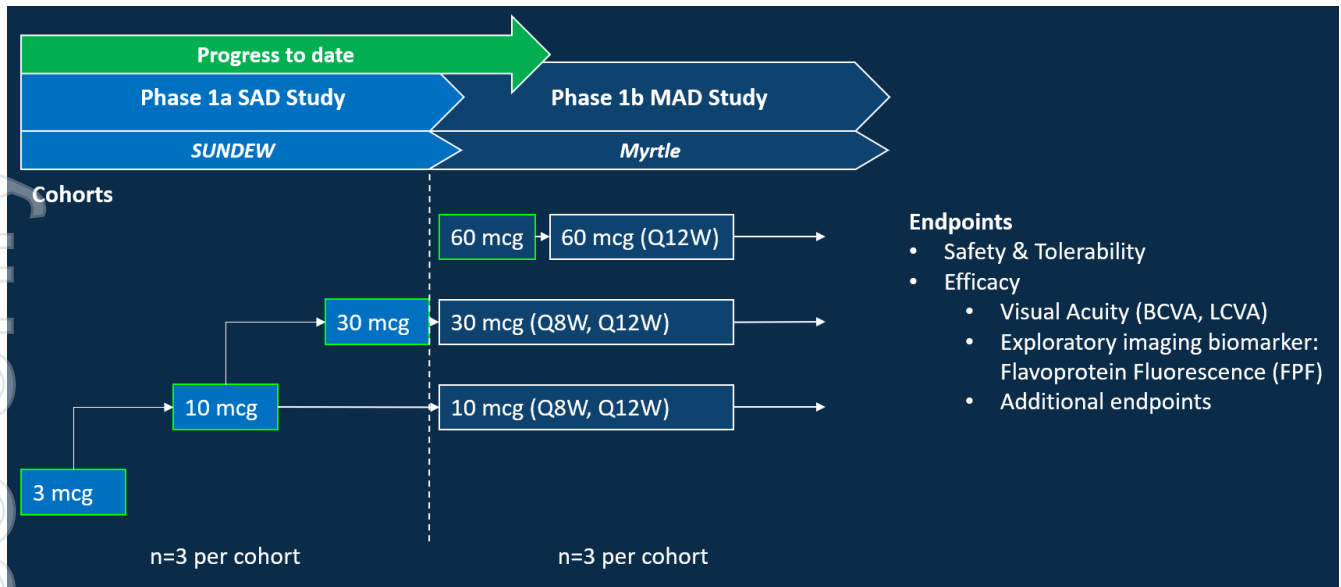 Progress to date
Phase 1a SAD Study
Phase 1b MAD Study
SUNDEW
Myrtle
Cohorts
60 mcg
60 mcg (Q12W)
30 mcg
30 mcg (Q8W, Q12W)
10 mcg
10 mcg (Q8W, Q12W)
3 mcg
n=3 per cohort
n=3 per cohort
Endpoints
• Safety & Tolerability
• Efficacy
• Visual Acuity (BCVA, LCVA)
• Exploratory imaging biomarker:
Flavoprotein Fluorescence (FPF)
• Additional endpoints